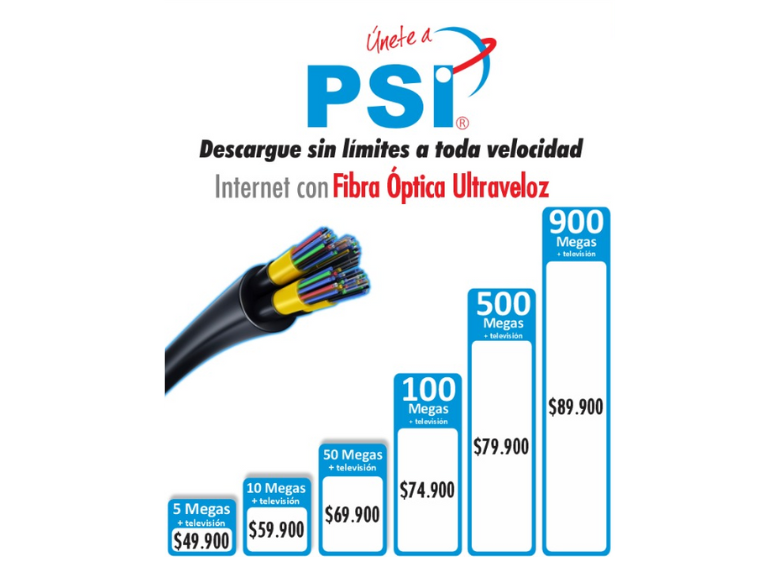 Únete a
PSi®
Descargue sin límites a toda velocidad
Internet con Fibra Óptica Ultraveloz
5 Megas
+ televisión
$49.900
10 Megas
+ televisión
$59.900
50 Megas
+ televisión
$69.900
100
Megas
+ televisión
$74.900
500
Megas
+ televisión
$79.900
900
Megas
+ televisión
$89.900